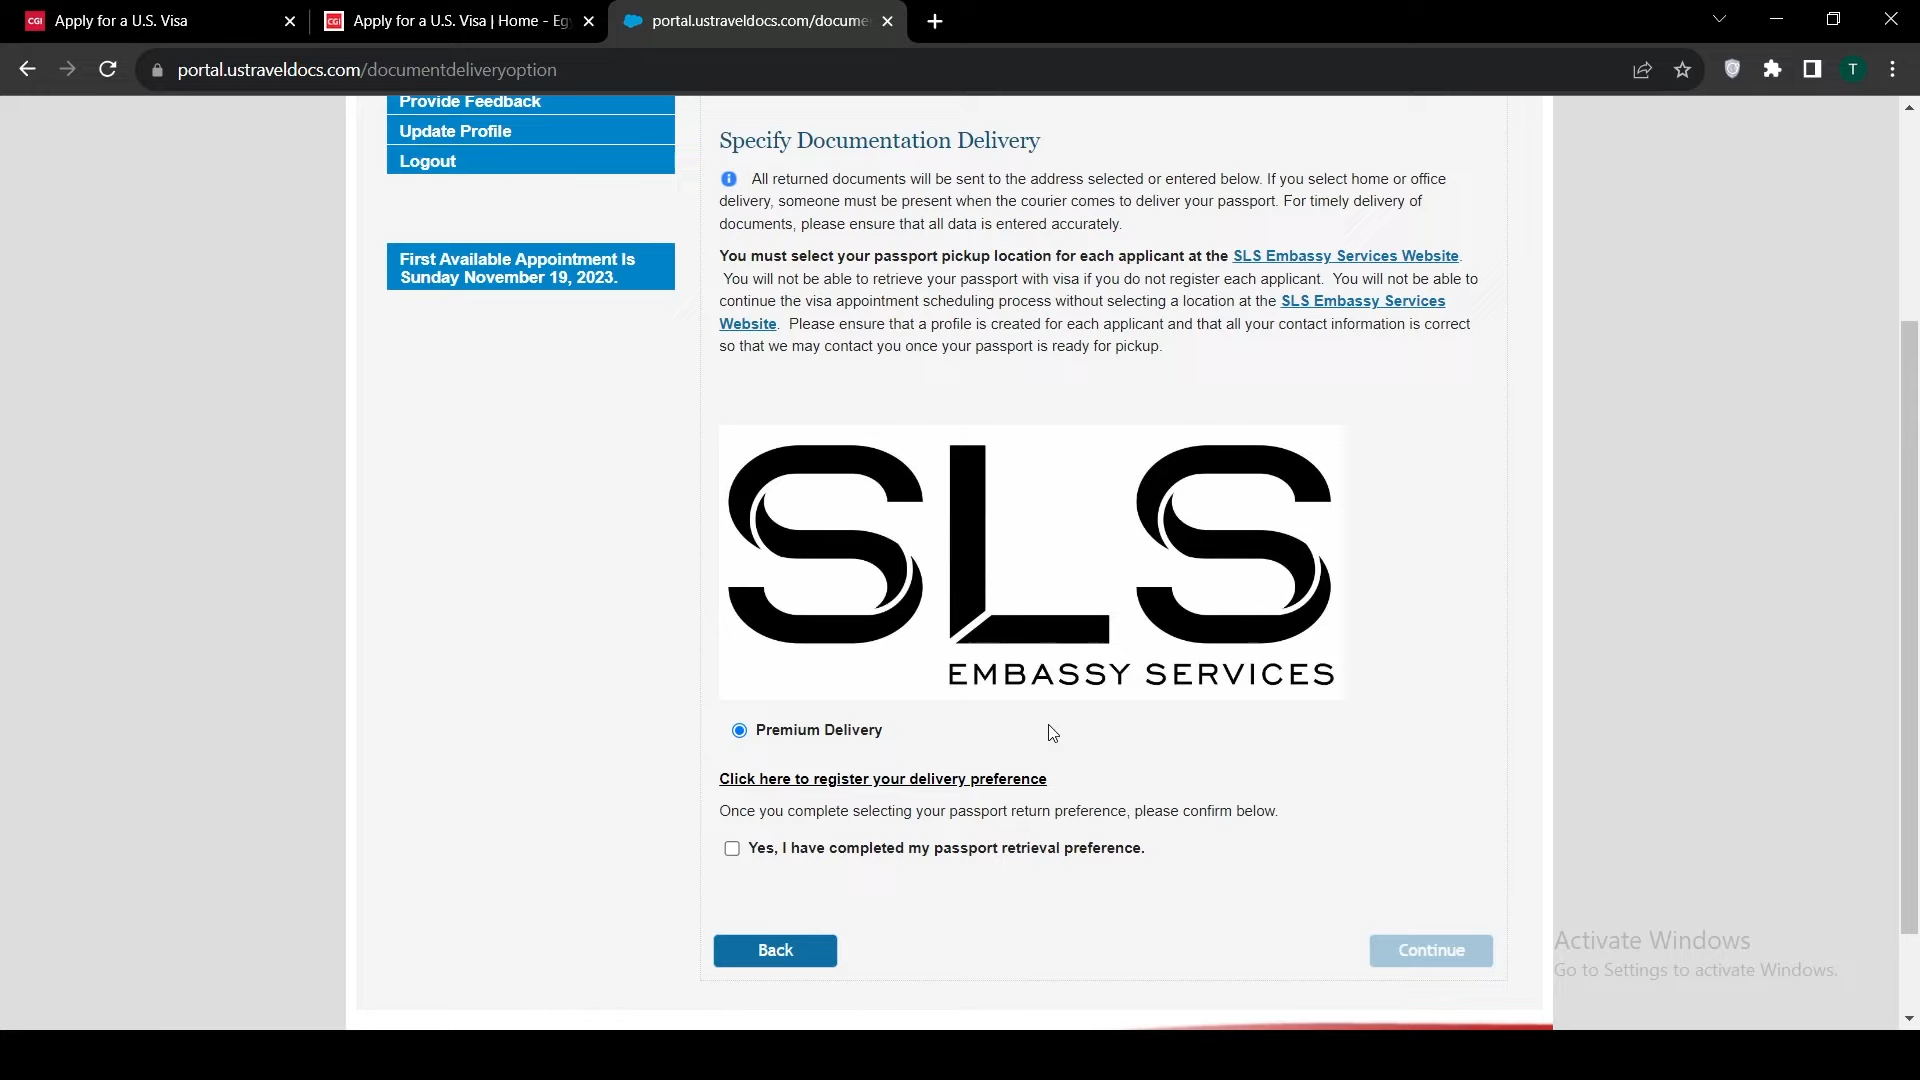 CGI Apply for a U.S. Visa
CGI Apply for a U.S. Visa | Home - Eg
portal.ustraveldocs.com/docume
portal.ustraveldocs.com/documentdeliveryoption
T
Provide Feedback
Update Profile
Logout
First Available Appointment Is
Sunday November 19, 2023.
Specify Documentation Delivery
All returned documents will be sent to the address selected or entered below. If you select home or office
delivery, someone must be present when the courier comes to deliver your passport. For timely delivery of
documents, please ensure that all data is entered accurately.
You must select your passport pickup location for each applicant at the SLS Embassy Services Website.
You will not be able to retrieve your passport with visa if you do not register each applicant. You will not be able to
continue the visa appointment scheduling process without selecting a location at the SLS Embassy Services
Website. Please ensure that a profile is created for each applicant and that all your contact information is correct
so that we may contact you once your passport is ready for pickup.
SLS
EMBASSY SERVICES
Premium Delivery
Click here to register your delivery preference
Once you complete selecting your passport return preference, please confirm below.
Yes, I have completed my passport retrieval preference.
Back
Continue
Activate Windows
Go to Settings to activate Windows.